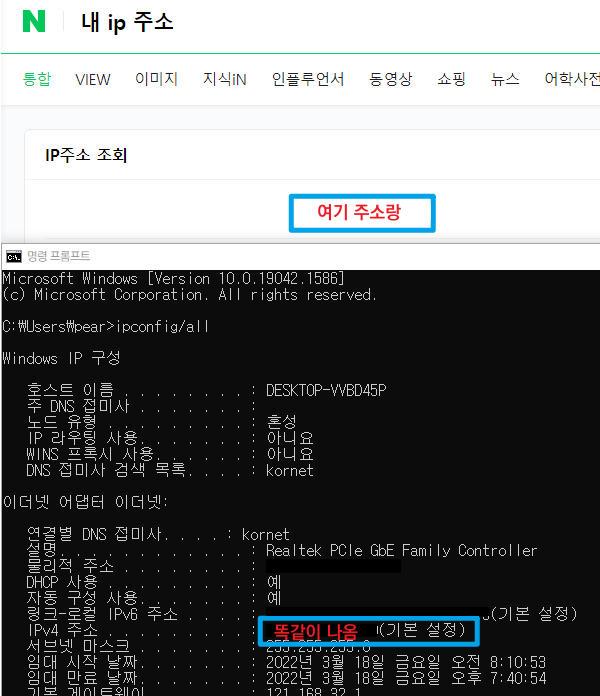 N 내 ip 주소
통합 VIEW 이미지 지식iN 인플루언서 동영상 쇼핑 뉴스 어학사전
IP주소 조회
여기 주소랑
명령 프롬프트
Microsoft Windows [Version 10.0.19042.1586]
(c) Microsoft Corporation. All rights reserved.
C:₩Users₩pear>ipconfig/all
Windows IP 구성
호스트 이름 . . . . . . . . : DESKTOP-VVBD45P
주 DNS 접미사 . . . . . . . :
노드 유형 . . . . . . . . . : 혼성
IP 라우팅 사용. . . . . . . : 아니요
WINS 프록시 사용. . . . . . : 아니요
DNS 접미사 검색 목록. . . . : kornet
이더넷 어댑터 이더넷:
연결별 DNS 접미사. . . . : kornet
설명. . . . . . . . . . . . : Realtek PCIe GbE Family Controller
물리적 주소 . . . . . . . . :
DHCP 사용 . . . . . . . . . : 예
자동 구성 사용. . . . . . . : 예
링크-로컬 IPv6 주소 . . . . : (기본 설정)
IPv4 주소 . . . . . . . . . : 똑같이 나옴 (기본 설정)
서브넷 마스크 . . . . . . . : 255.255.255.0
임대 시작 날짜. . . . . . . : 2022년 3월 18일 금요일 오전 8:10:53
임대 만료 날짜. . . . . . . : 2022년 3월 18일 금요일 오후 7:40:54
기본 게이트웨이 . . . . . . : 121.168.32.1